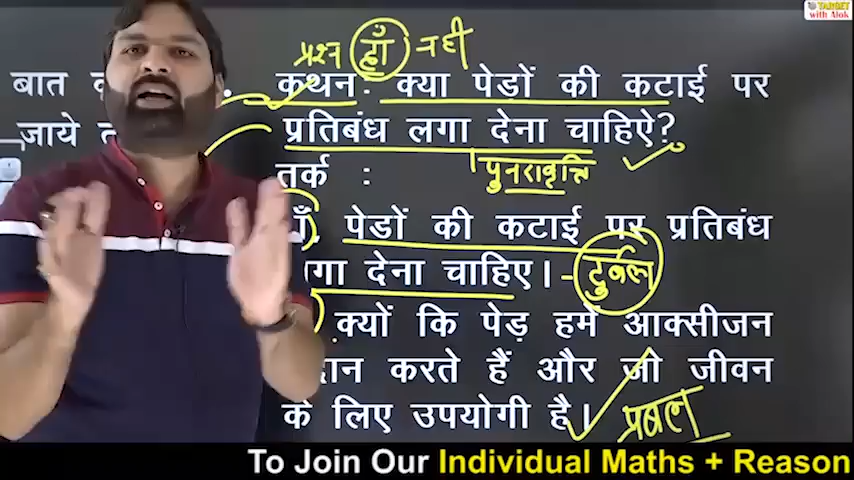 TARGET
with Alok
प्रश्न हाँ नही
बात
कथन: क्या पेड़ों की कटाई पर
जाये
प्रतिबंध लगा देना चाहिऐ?
तर्क :
पुनरावृत्ति
पेडों की कटाई पर प्रतिबंध
देना चाहिए।- दुर्बल
क्यों कि पेड़ हमें आक्सीजन
करते हैं और जो जीवन
के लिए उपयोगी है।
प्रबल
To Join Our Individual Maths + Reason